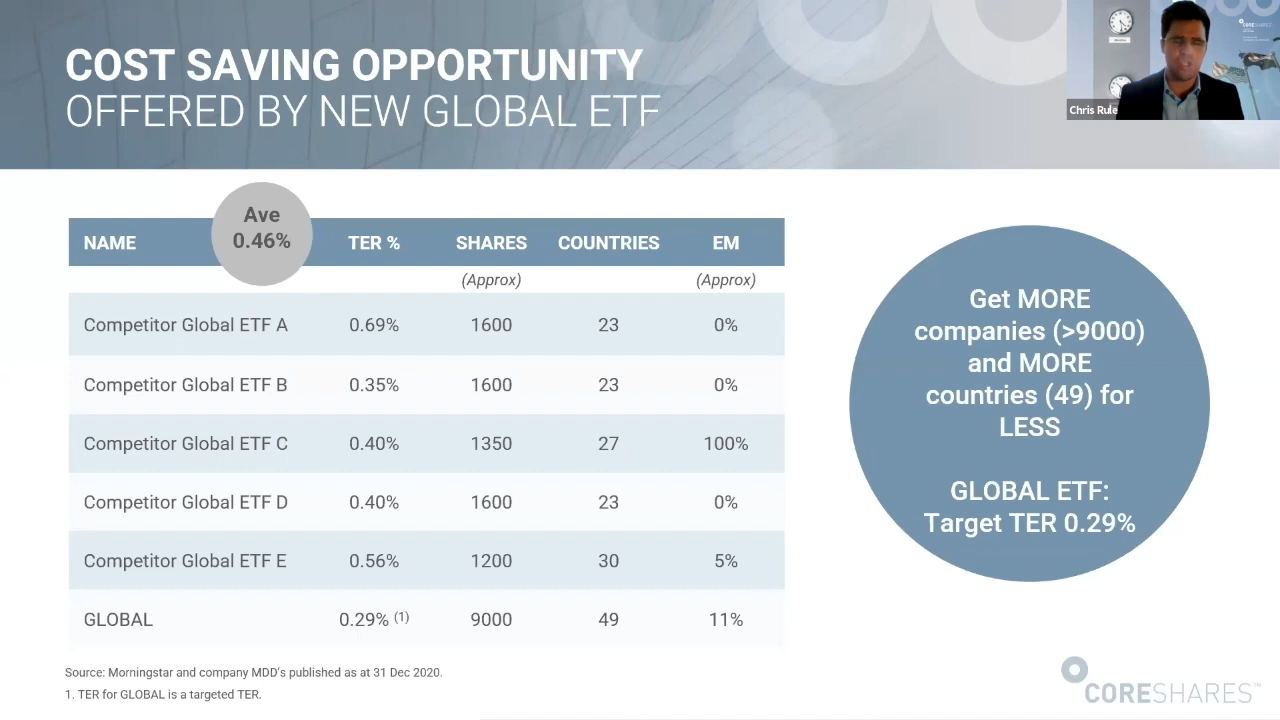 COST SAVING OPPORTUNITY
OFFERED BY NEW GLOBAL ETF
Chris Rule
Ave
0.46%
NAME TER % SHARES COUNTRIES EM
(Approx) (Approx)
Competitor Global ETF A 0.69% 1600 23 0%
Competitor Global ETF B 0.35% 1600 23 0%
Competitor Global ETF C 0.40% 1350 27 100%
Competitor Global ETF D 0.40% 1600 23 0%
Competitor Global ETF E 0.56% 1200 30 5%
GLOBAL 0.29% (1) 9000 49 11%
Get MORE
companies (>9000)
and MORE
countries (49) for
LESS
GLOBAL ETF:
Target TER 0.29%
Source: Morningstar and company MDD's published as at 31 Dec 2020.
1. TER for GLOBAL is a targeted TER.
CORESHARES™